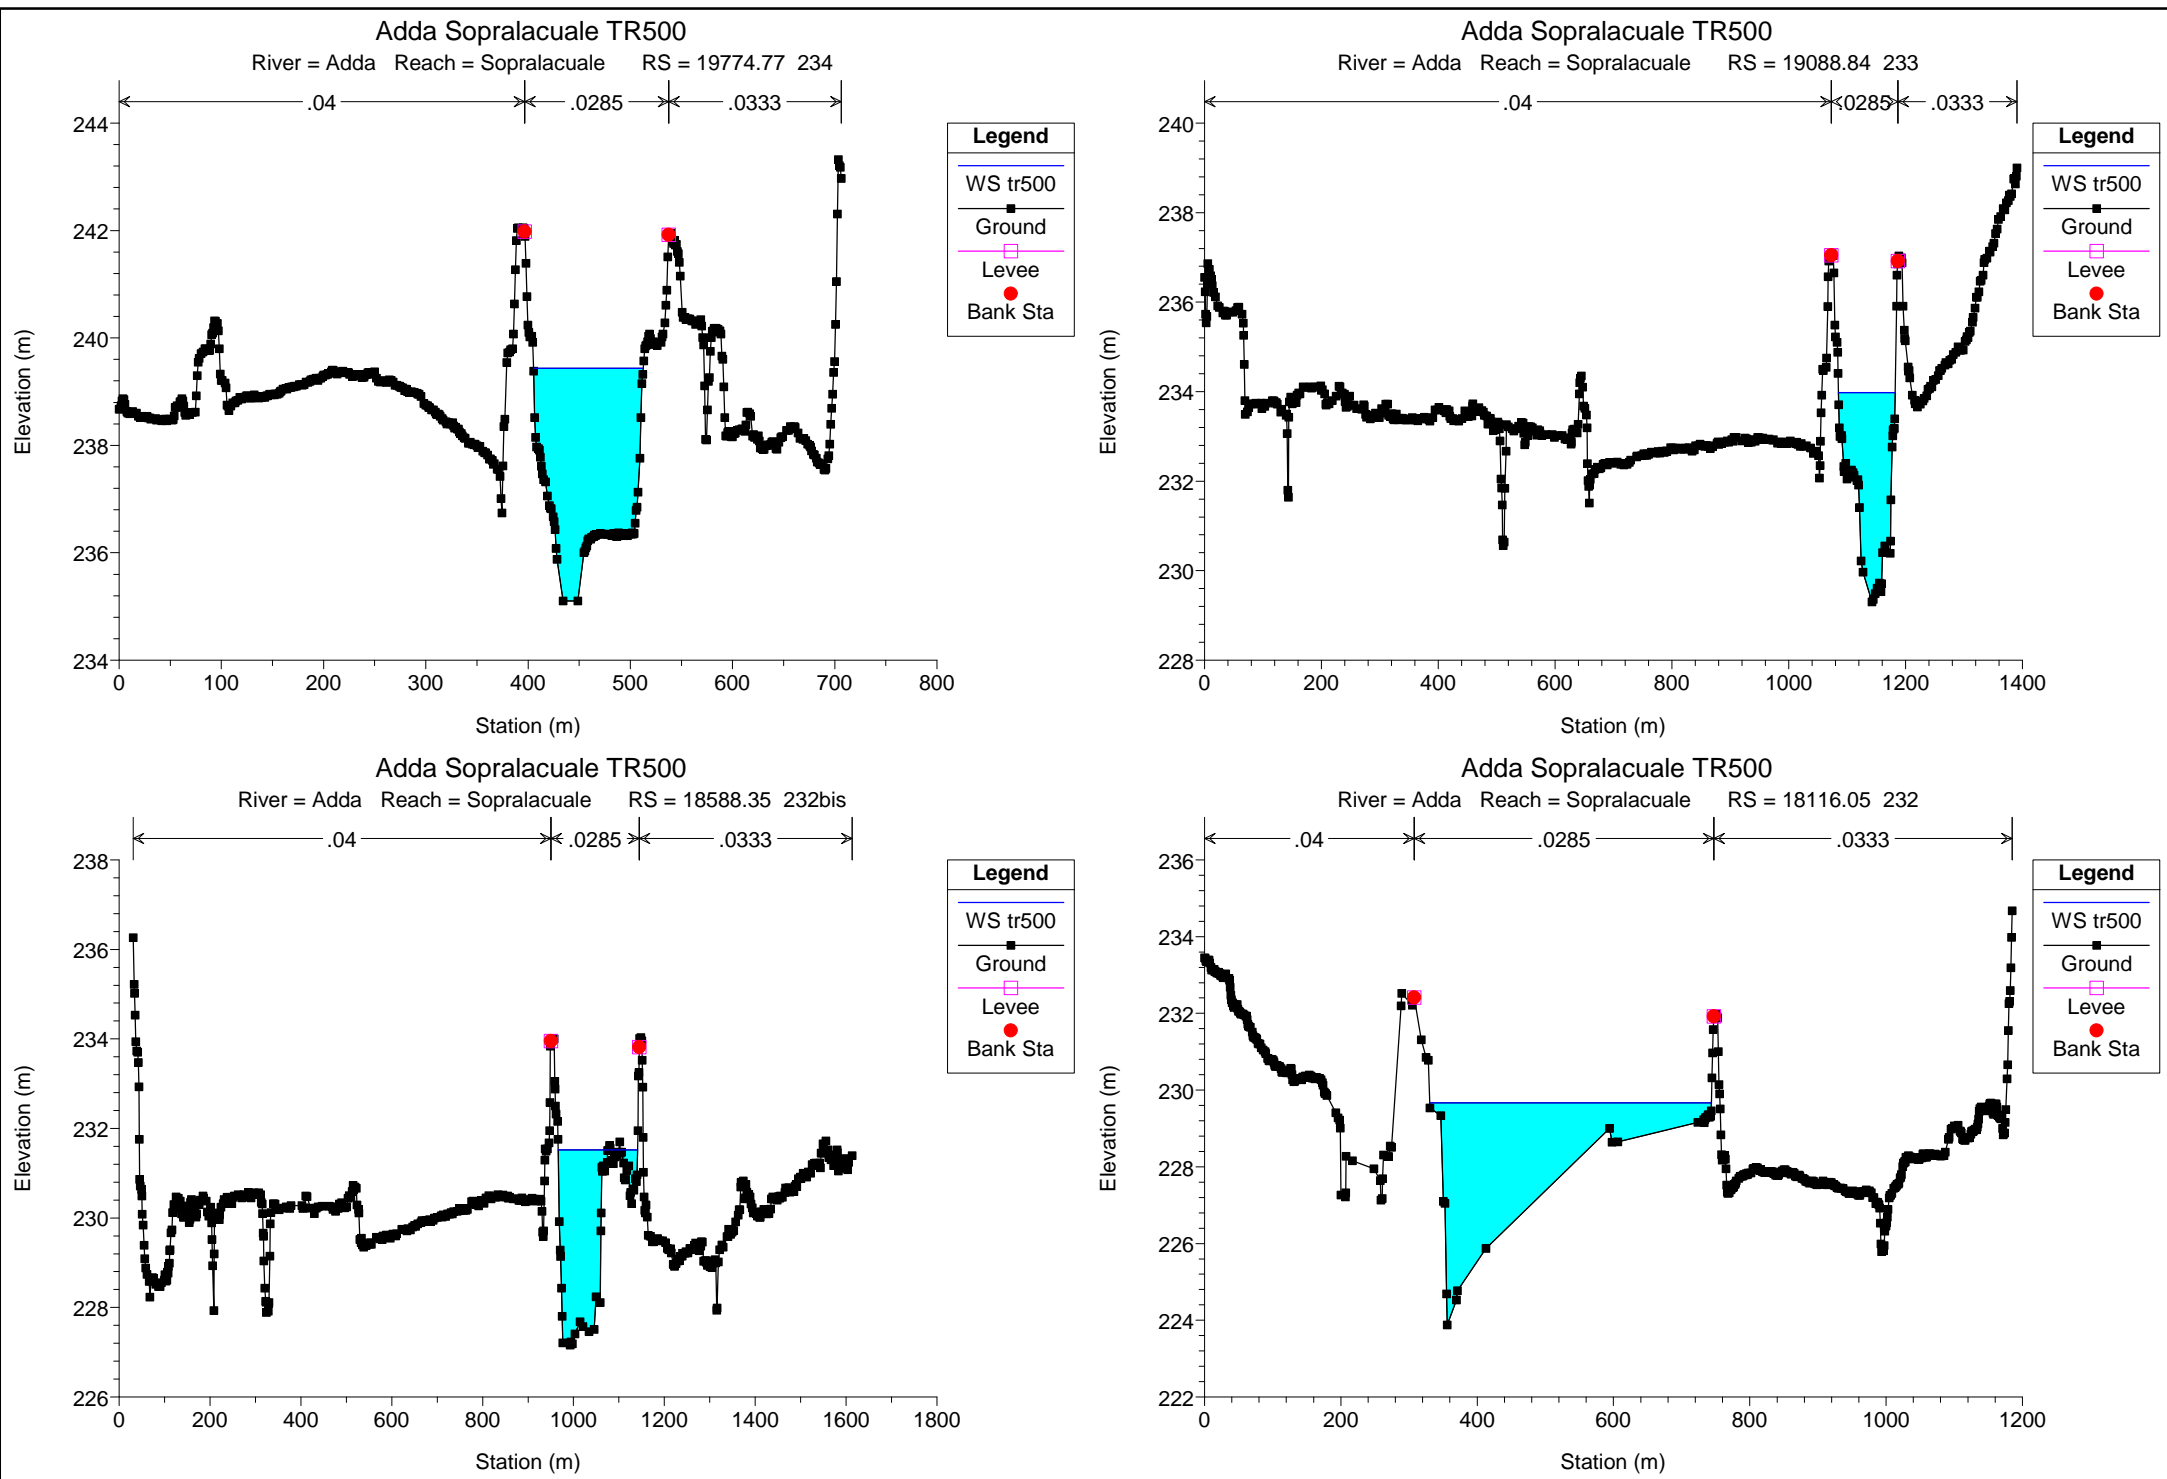 Adda Sopralacuale TR500
River = Adda Reach = Sopralacuale RS = 19774.77 234
.04 .0285 .0333
244
242
240
238
236
234
0 100 200 300 400 500 600 700 800
Station (m)
Elevation (m)
Legend
WS tr500
Ground
Levee
Bank Sta
Adda Sopralacuale TR500
River = Adda Reach = Sopralacuale RS = 19088.84 233
.04 .0285 .0333
240
238
236
234
232
230
228
0 200 400 600 800 1000 1200 1400
Station (m)
Elevation (m)
Legend
WS tr500
Ground
Levee
Bank Sta
Adda Sopralacuale TR500
River = Adda Reach = Sopralacuale RS = 18588.35 232bis
.04 .0285 .0333
238
236
234
232
230
228
226
0 200 400 600 800 1000 1200 1400 1600 1800
Station (m)
Elevation (m)
Legend
WS tr500
Ground
Levee
Bank Sta
Adda Sopralacuale TR500
River = Adda Reach = Sopralacuale RS = 18116.05 232
.04 .0285 .0333
236
234
232
230
228
226
224
222
0 200 400 600 800 1000 1200
Station (m)
Elevation (m)
Legend
WS tr500
Ground
Levee
Bank Sta